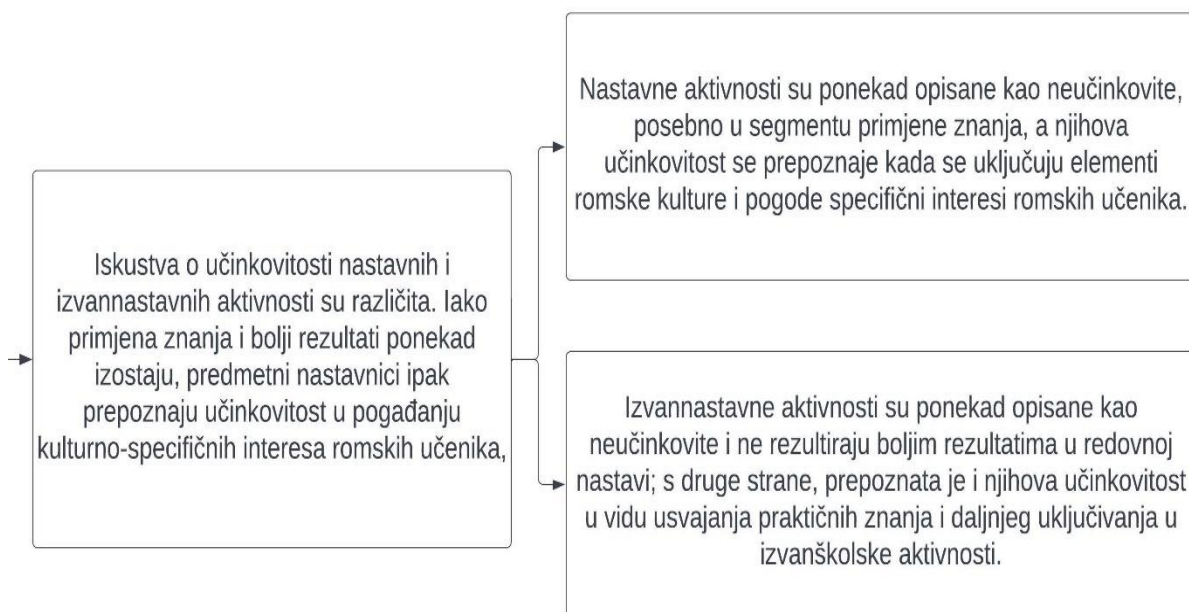 Nastavne aktivnosti su ponekad opisane kao neučinkovite,
posebno u segmentu primjene znanja, a njihova
učinkovitost se prepoznaje kada se uključuju elementi
romske kulture i pogode specifični interesi romskih učenika.
Iskustva o učinkovitosti nastavnih i
izvannastavnih aktivnosti su različita. Iako
primjena znanja i bolji rezultati ponekad
izostaju, predmetni nastavnici ipak
prepoznaju učinkovitost u pogađanju
kulturno-specifičnih interesa romskih učenika,
Izvannastavne aktivnosti su ponekad opisane kao
neučinkovite i ne rezultiraju boljim rezultatima u redovnoj
nastavi; s druge strane, prepoznata je i njihova učinkovitost
u vidu usvajanja praktičnih znanja i daljnjeg uključivanja u
izvanškolske aktivnosti.